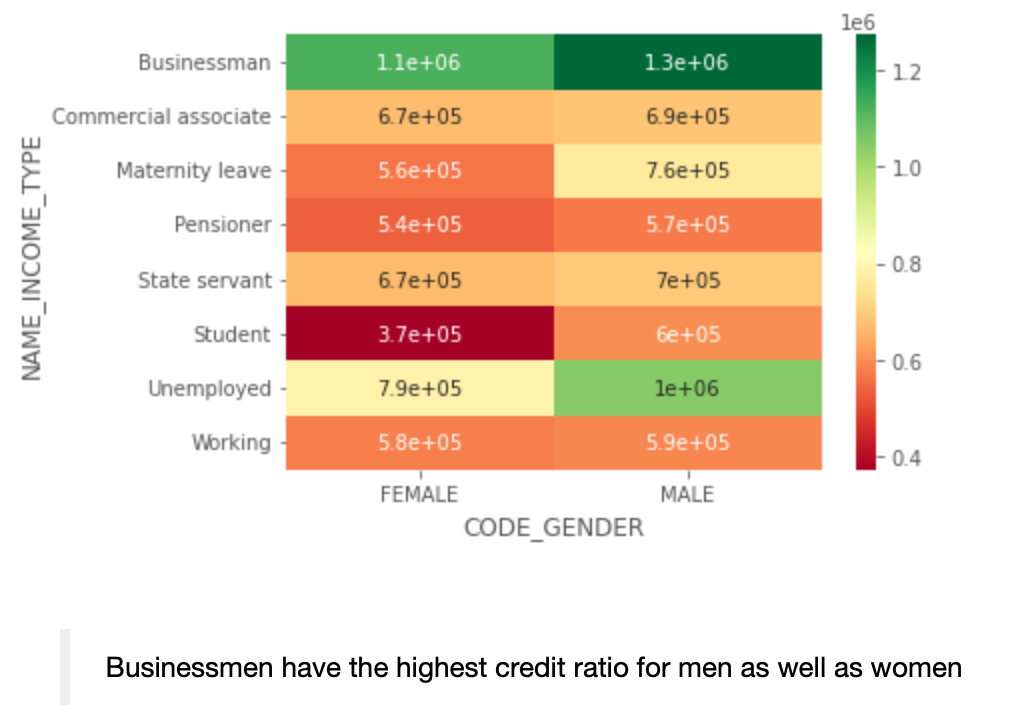 1e6
Businessman 1.1e+06 1.3e+06
1.2
Commercial associate 6.7e+05 6.9e+05
Maternity leave 5.6e+05 7.6e+05
1.0
Pensioner 5.4e+05 5.7e+05
NAME_INCOME_TYPE
0.8
State servant 6.7e+05 7e+05
Student 3.7e+05 6e+05
0.6
Unemployed 7.9e+05 1e+06
Working 5.8e+05 5.9e+05
0.4
FEMALE MALE
CODE_GENDER
Businessmen have the highest credit ratio for men as well as women